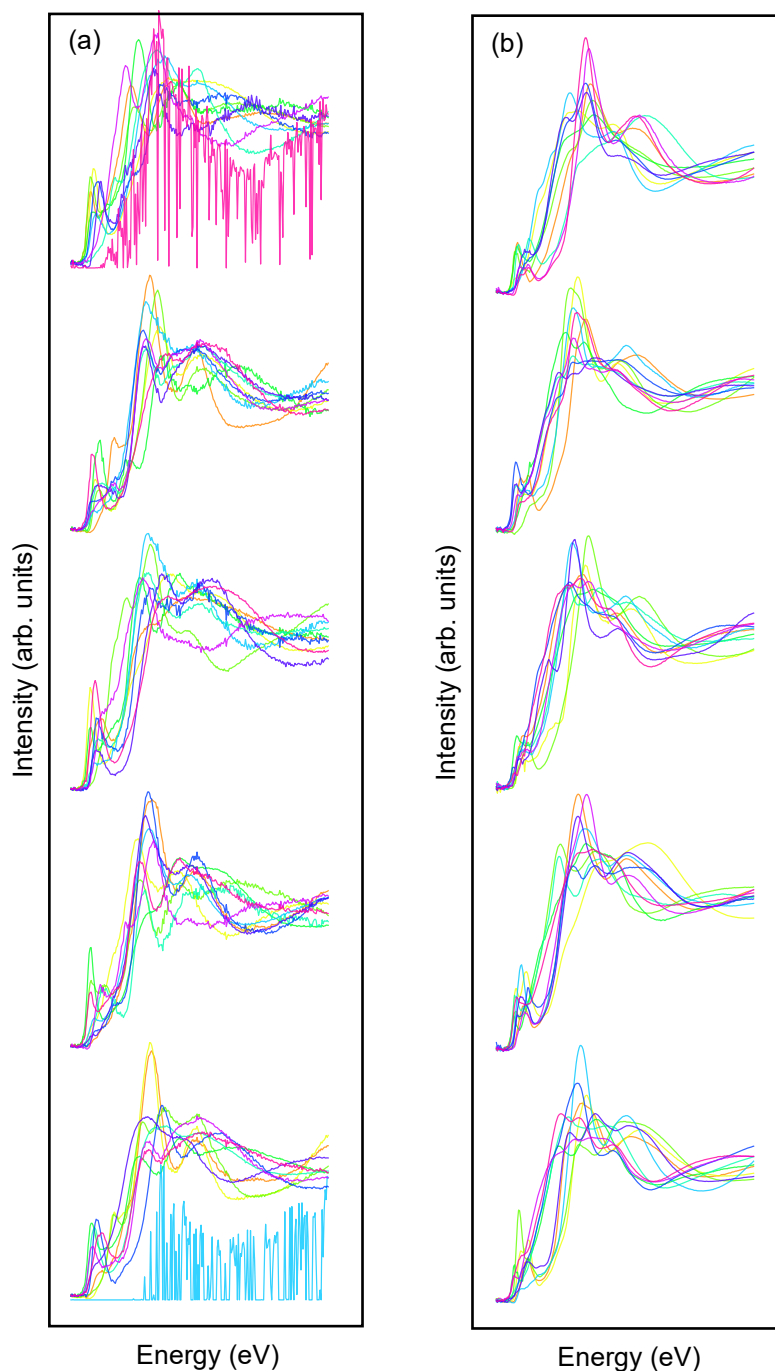 (a)
Intensity (arb. units)
Energy (eV)
(b)
Intensity (arb. units)
Energy (eV)